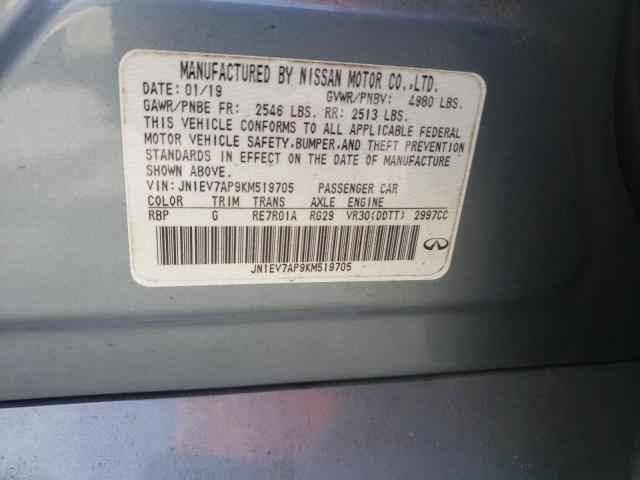 MANUFACTURED BY NISSAN MOTOR CO.,LTD.
DATE: 01/19 GVWR/PNBV: 4980 LBS.
GAWR/PNBE FR: 2546 LBS. RR: 2513 LBS.
THIS VEHICLE CONFORMS TO ALL APPLICABLE FEDERAL
MOTOR VEHICLE SAFETY, BUMPER, AND THEFT PREVENTION
STANDARDS IN EFFECT ON THE DATE OF MANUFACTURE
SHOWN ABOVE.
VIN: JN1EV7AP9KM519705 PASSENGER CAR
COLOR TRIM TRANS AXLE ENGINE
RBP G RE7R01A RG29 VR30(DDTT) 2997CC
JN1EV7AP9KM519705